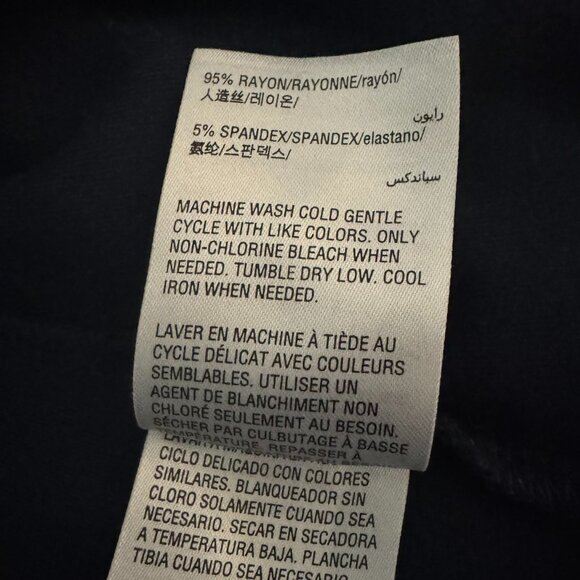 95% RAYON/RAYONNE/rayón/
人造丝/레이온/
رايون
5% SPANDEX/SPANDEX/elastano/
氨纶/스판덱스/
سباندكس
MACHINE WASH COLD GENTLE
CYCLE WITH LIKE COLORS. ONLY
NON-CHLORINE BLEACH WHEN
NEEDED. TUMBLE DRY LOW. COOL
IRON WHEN NEEDED.
LAVER EN MACHINE À TIÈDE AU
CYCLE DÉLICAT AVEC COULEURS
SEMBLABLES. UTILISER UN
AGENT DE BLANCHIMENT NON
CHLORÉ SEULEMENT AU BESOIN.
SÉCHER PAR CULBUTAGE À BASSE
TEMPÉRATURE. REPASSER À
CICLO DELICADO CON COLORES
SIMILARES. BLANQUEADOR SIN
CLORO SOLAMENTE CUANDO SEA
NECESARIO. SECAR EN SECADORA
A TEMPERATURA BAJA. PLANCHA
TIBIA CUANDO SEA NECESARIO.